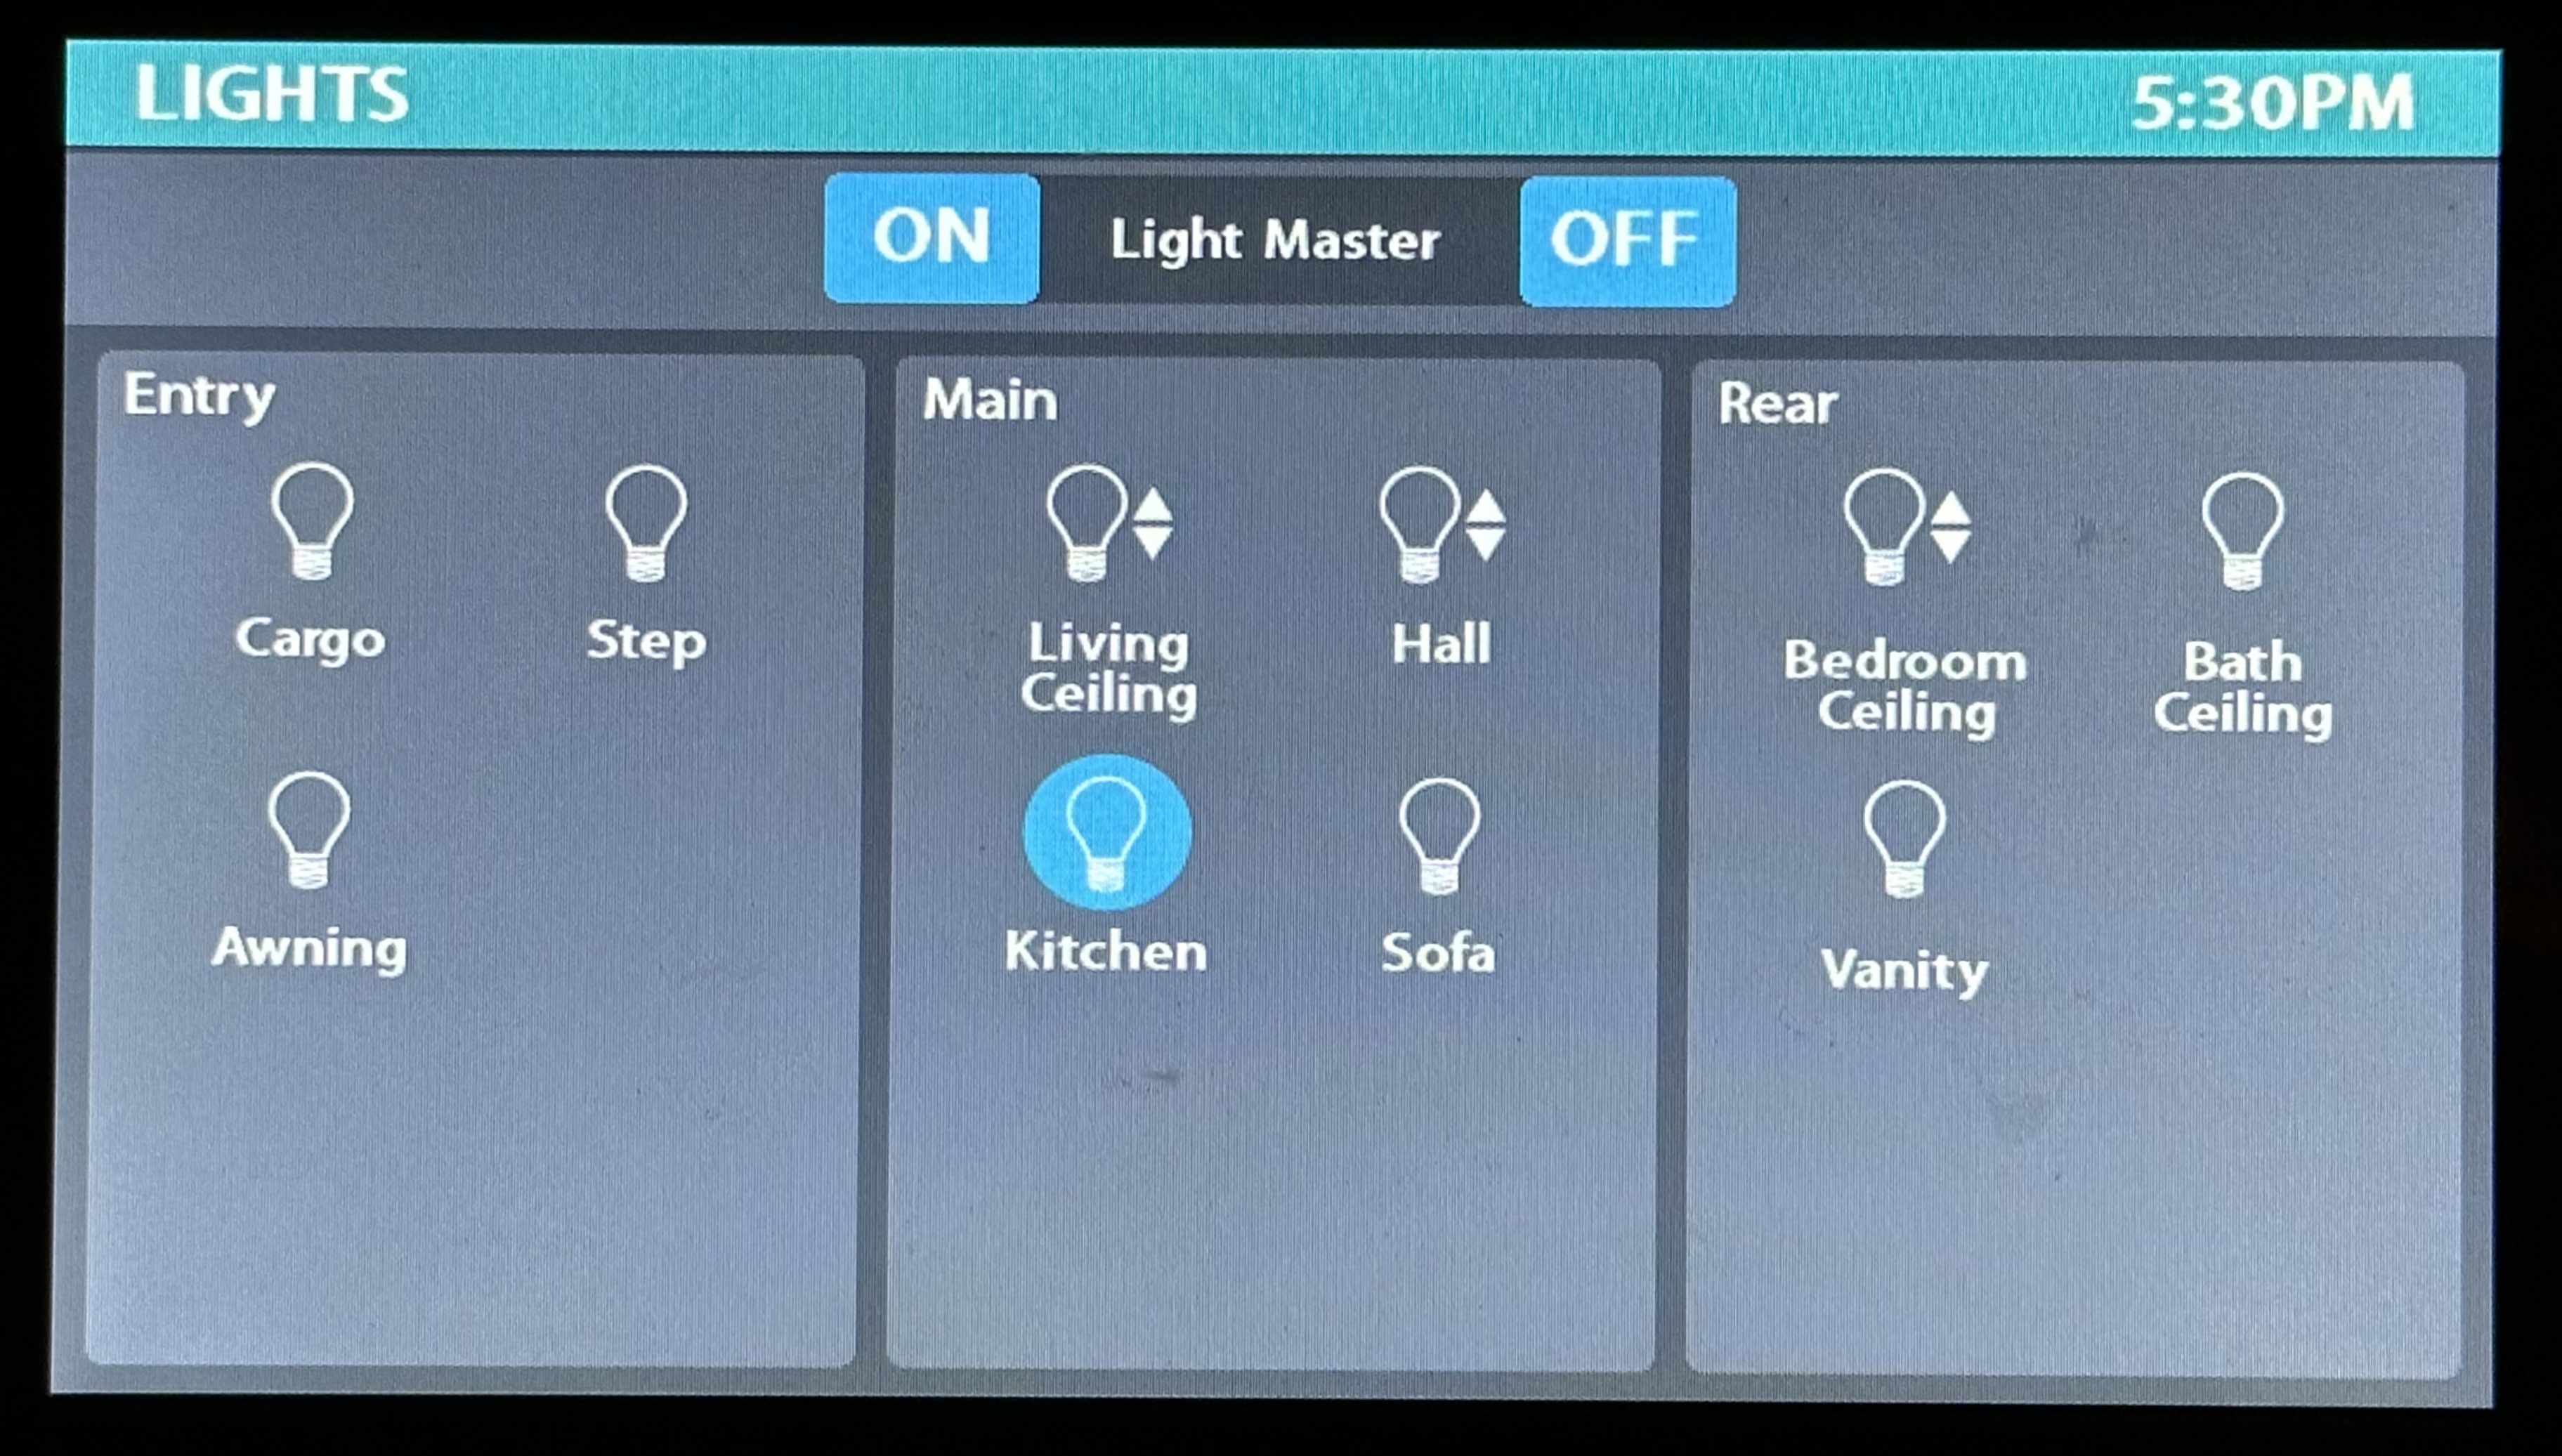 LIGHTS
5:30PM
ON
Light Master
OFF
Entry
Cargo
Step
Awning
Main
Living
Ceiling
Hall
Kitchen
Sofa
Rear
Bedroom
Ceiling
Bath
Ceiling
Vanity